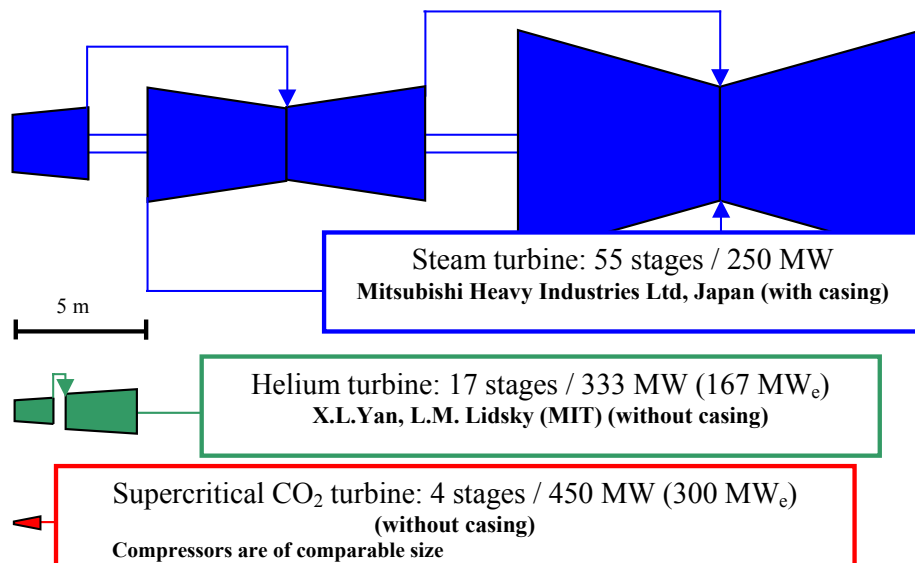 Steam turbine: 55 stages / 250 MW
Mitsubishi Heavy Industries Ltd, Japan (with casing)
5 m
Helium turbine: 17 stages / 333 MW (167 MWe)
X.L.Yan, L.M. Lidsky (MIT) (without casing)
Supercritical CO2 turbine: 4 stages / 450 MW (300 MWe)
(without casing)
Compressors are of comparable size